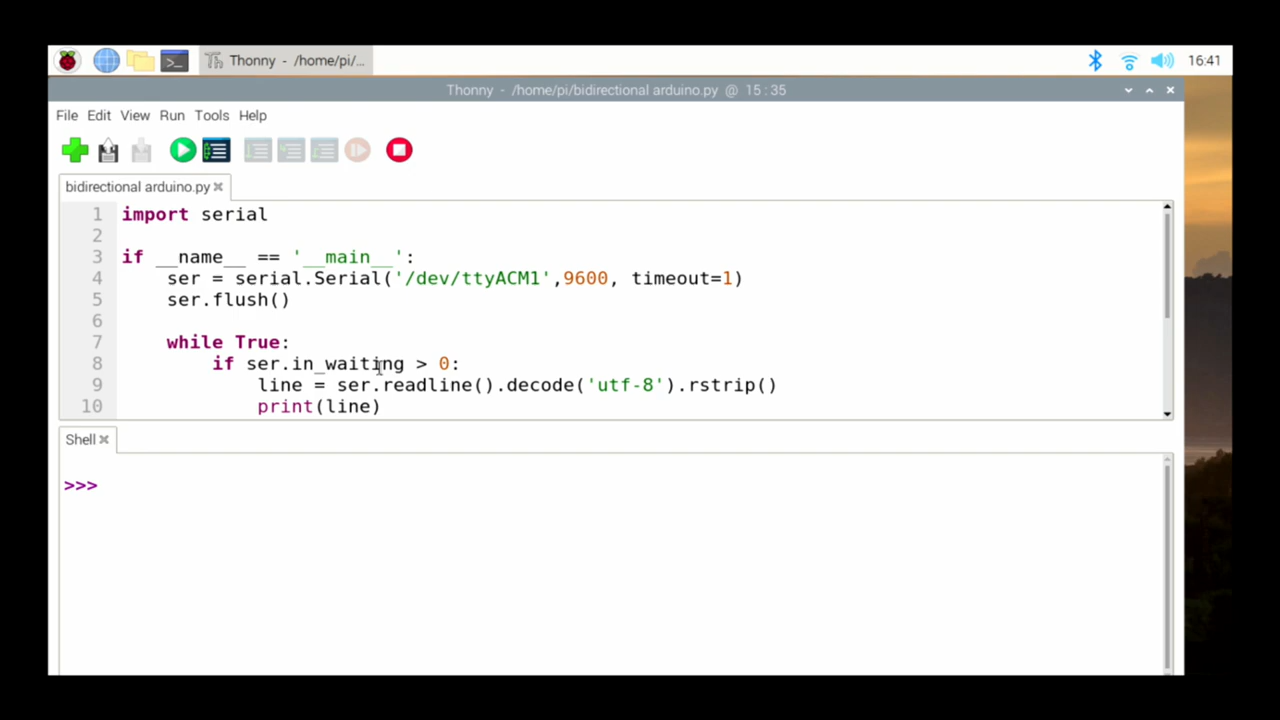 Thonny - /home/pi/...
16:41
Thonny - /home/pi/bidirectional arduino.py @ 15 : 35
File Edit View Run Tools Help
bidirectional arduino.py
1 import serial
2
3 if __name__ == '__main__':
4     ser = serial.Serial('/dev/ttyACM1',9600, timeout=1)
5     ser.flush()
6
7     while True:
8         if ser.in_waiting > 0:
9             line = ser.readline().decode('utf-8').rstrip()
10             print(line)
Shell
>>>